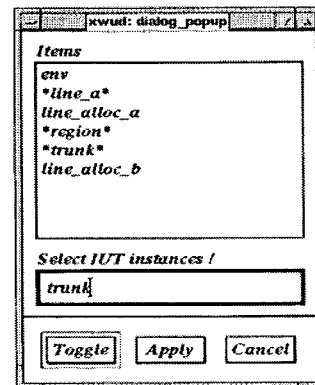 xwud: dialog_popup
Items
env
*line_a*
line_alloc_a
*region*
*trunk*
line_alloc_b
Select IUT instances !
trunk
Toggle Apply Cancel